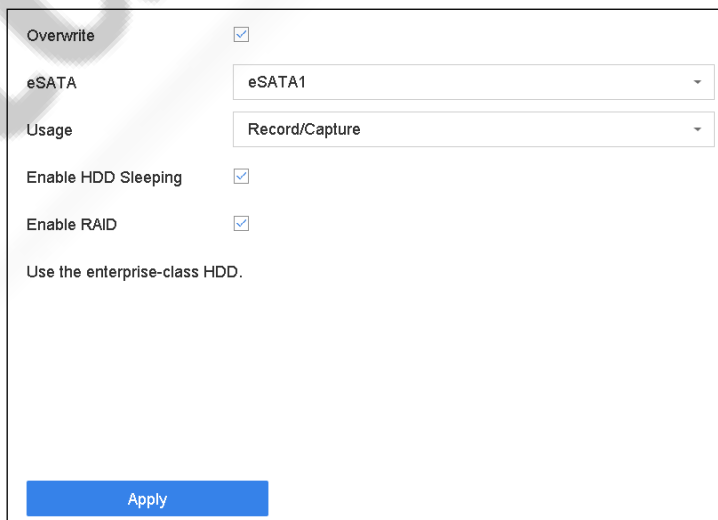 Overwrite
eSATA eSATA1
Usage Record/Capture
Enable HDD Sleeping
Enable RAID
Use the enterprise-class HDD.
Apply